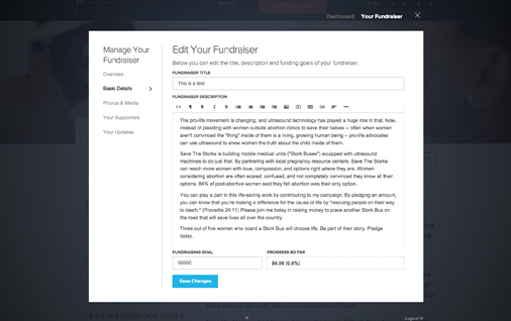 Dashboard Your Fundraiser ×
Manage Your
Fundraiser
Overview
Basic Details
Photos & Media
Your Supporters
Your Updates
Edit Your Fundraiser
Below you can edit the title, description and funding goals of your fundraiser.
FUNDRAISER TITLE
This is a test
FUNDRAISER DESCRIPTION
The pro-life movement is changing, and ultrasound technology has played a huge role in that. Now,
instead of pleading with women outside abortion clinics to save their babies – often when women
aren't convinced the "thing" inside of them is a living, growing human being – pro-life advocates
can use ultrasound to show women the truth about the child inside of them.
Save The Storks is building mobile medical units ("Stork Buses") equipped with ultrasound
machines to do just that. By partnering with local pregnancy resource centers, Save The Storks
can reach more women with love, compassion, and options right where they are. Women
considering abortion are often scared, confused, and not completely convinced they know all their
options. 84% of post-abortive women said they felt abortion was their only option.
You can play a part in this life-saving work by contributing to my campaign. By pledging an amount,
you can know that you're making a difference for the cause of life by "rescuing people on their way
to death." (Proverbs 24:11) Please join me today in raising money to place another Stork Bus on
the road that will save lives all over the country.
Three out of five women who board a Stork Bus will choose life. Be part of their story. Pledge
today.
FUNDRAISING GOAL
10000
PROGRESS SO FAR
Save Changes
Logout